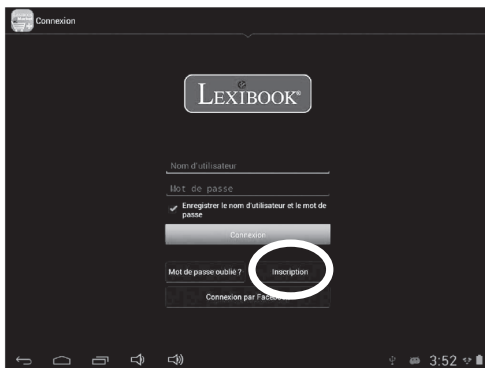 Connexion
LEXIBOOK®
Nom d'utilisateur
Mot de passe
Enregistrer le nom d'utilisateur et le mot de
passe
Connexion
Mot de passe oublié ?
Inscription
Connexion par
3:52